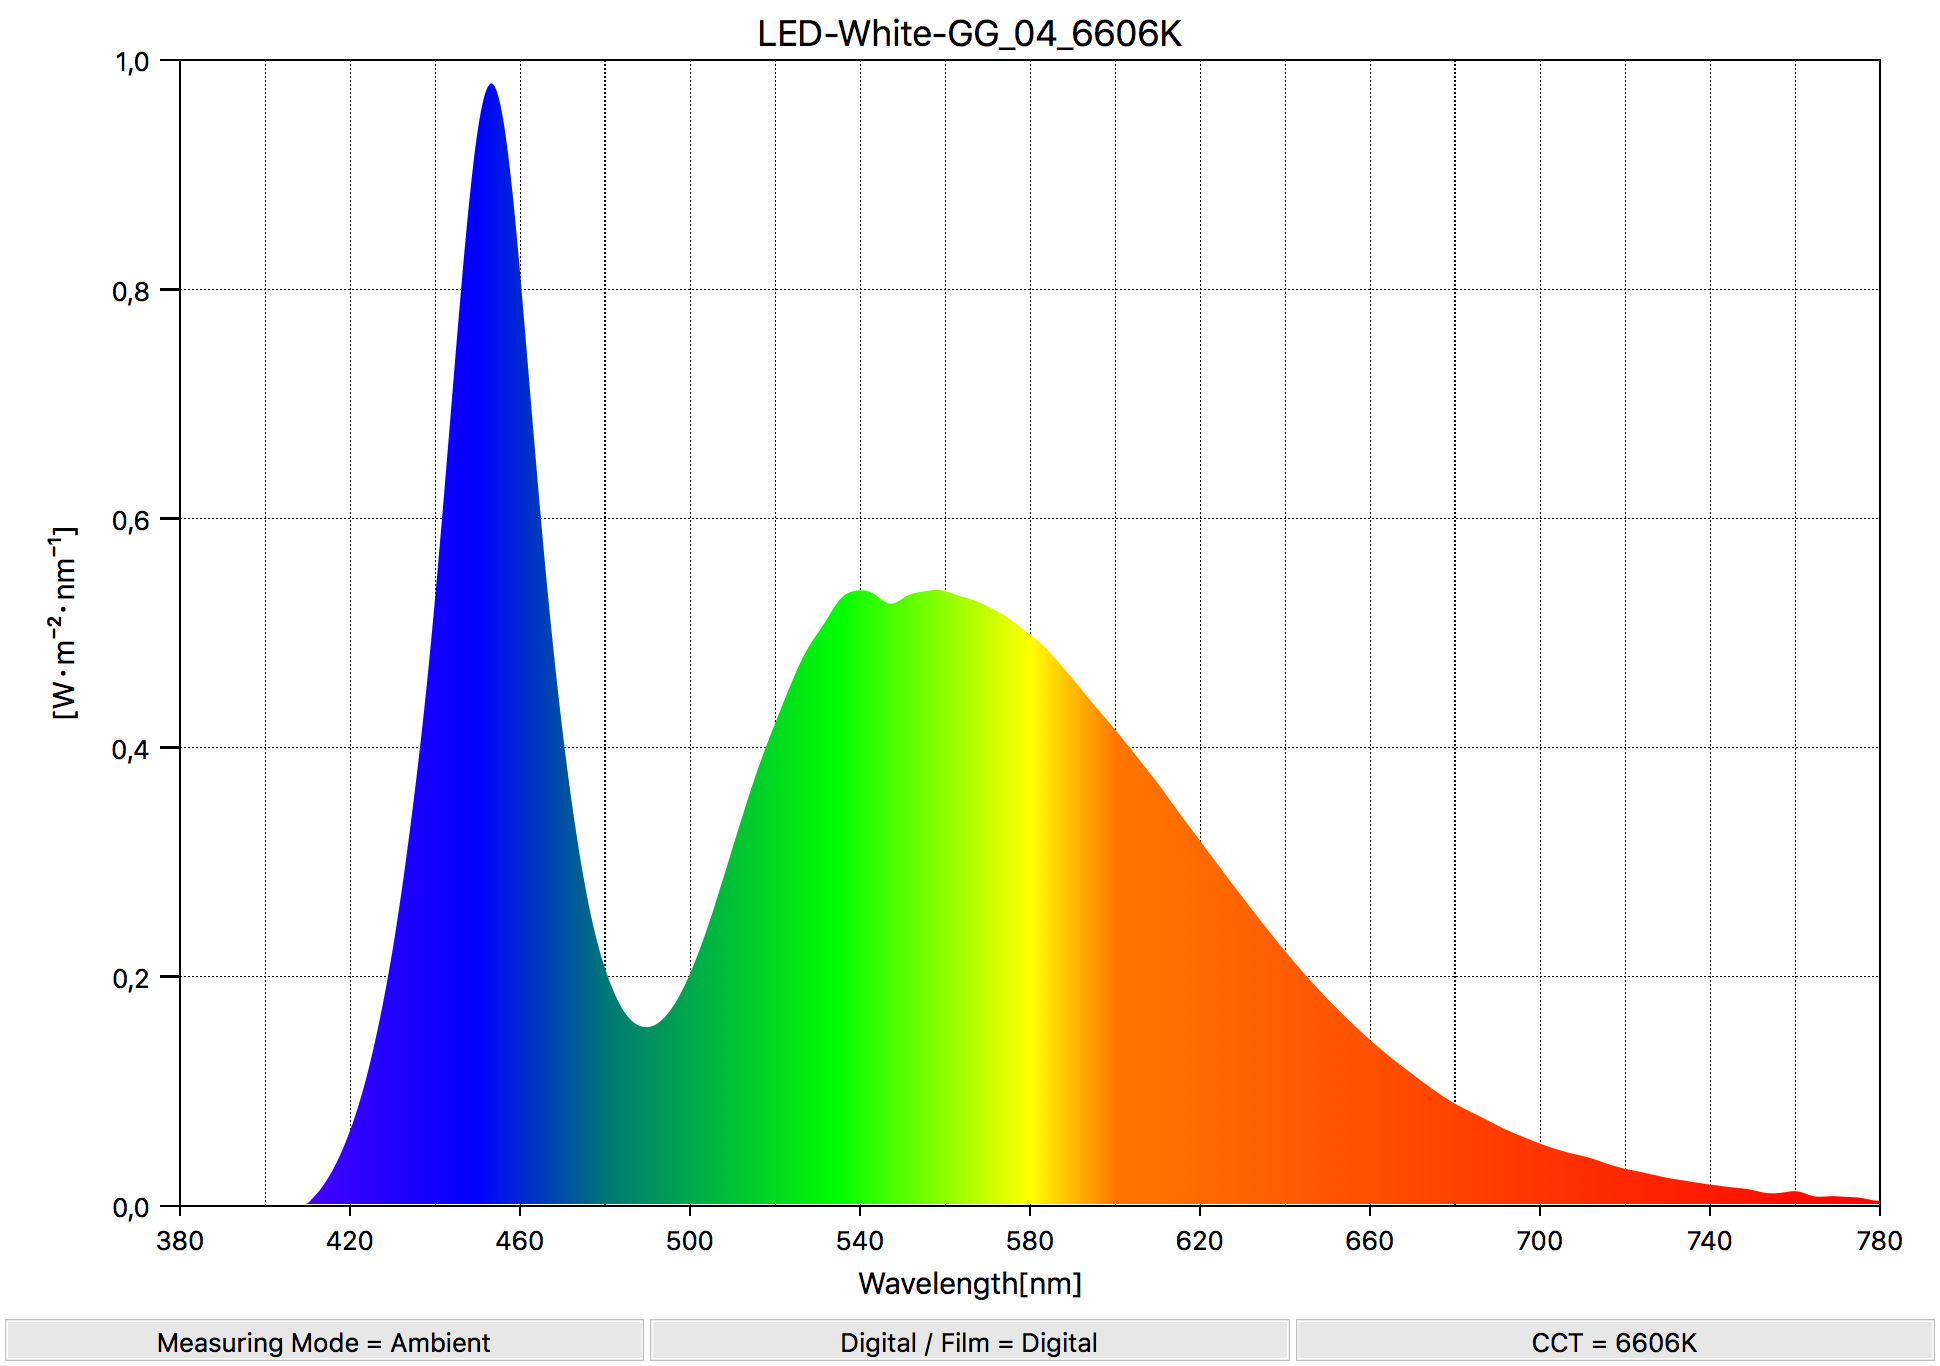 LED-White-GG_04_6606K
1,0
0,8
0,6
0,4
0,2
0,0
[W·m⁻²·nm⁻¹]
380 420 460 500 540 580 620 660 700 740 780
Wavelength[nm]
Measuring Mode = Ambient
Digital / Film = Digital
CCT = 6606K